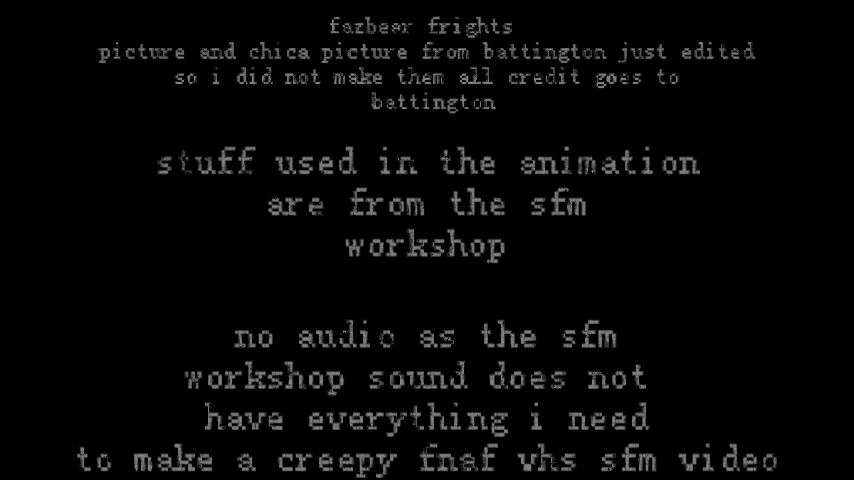 fazbear frights
picture and chica picture from battington just edited
so i did not make them all credit goes to
battington
stuff used in the animation
are from the sfm
workshop
no audio as the sfm
workshop sound does not
have everything i need
to make a creepy fnaf vhs sfm video